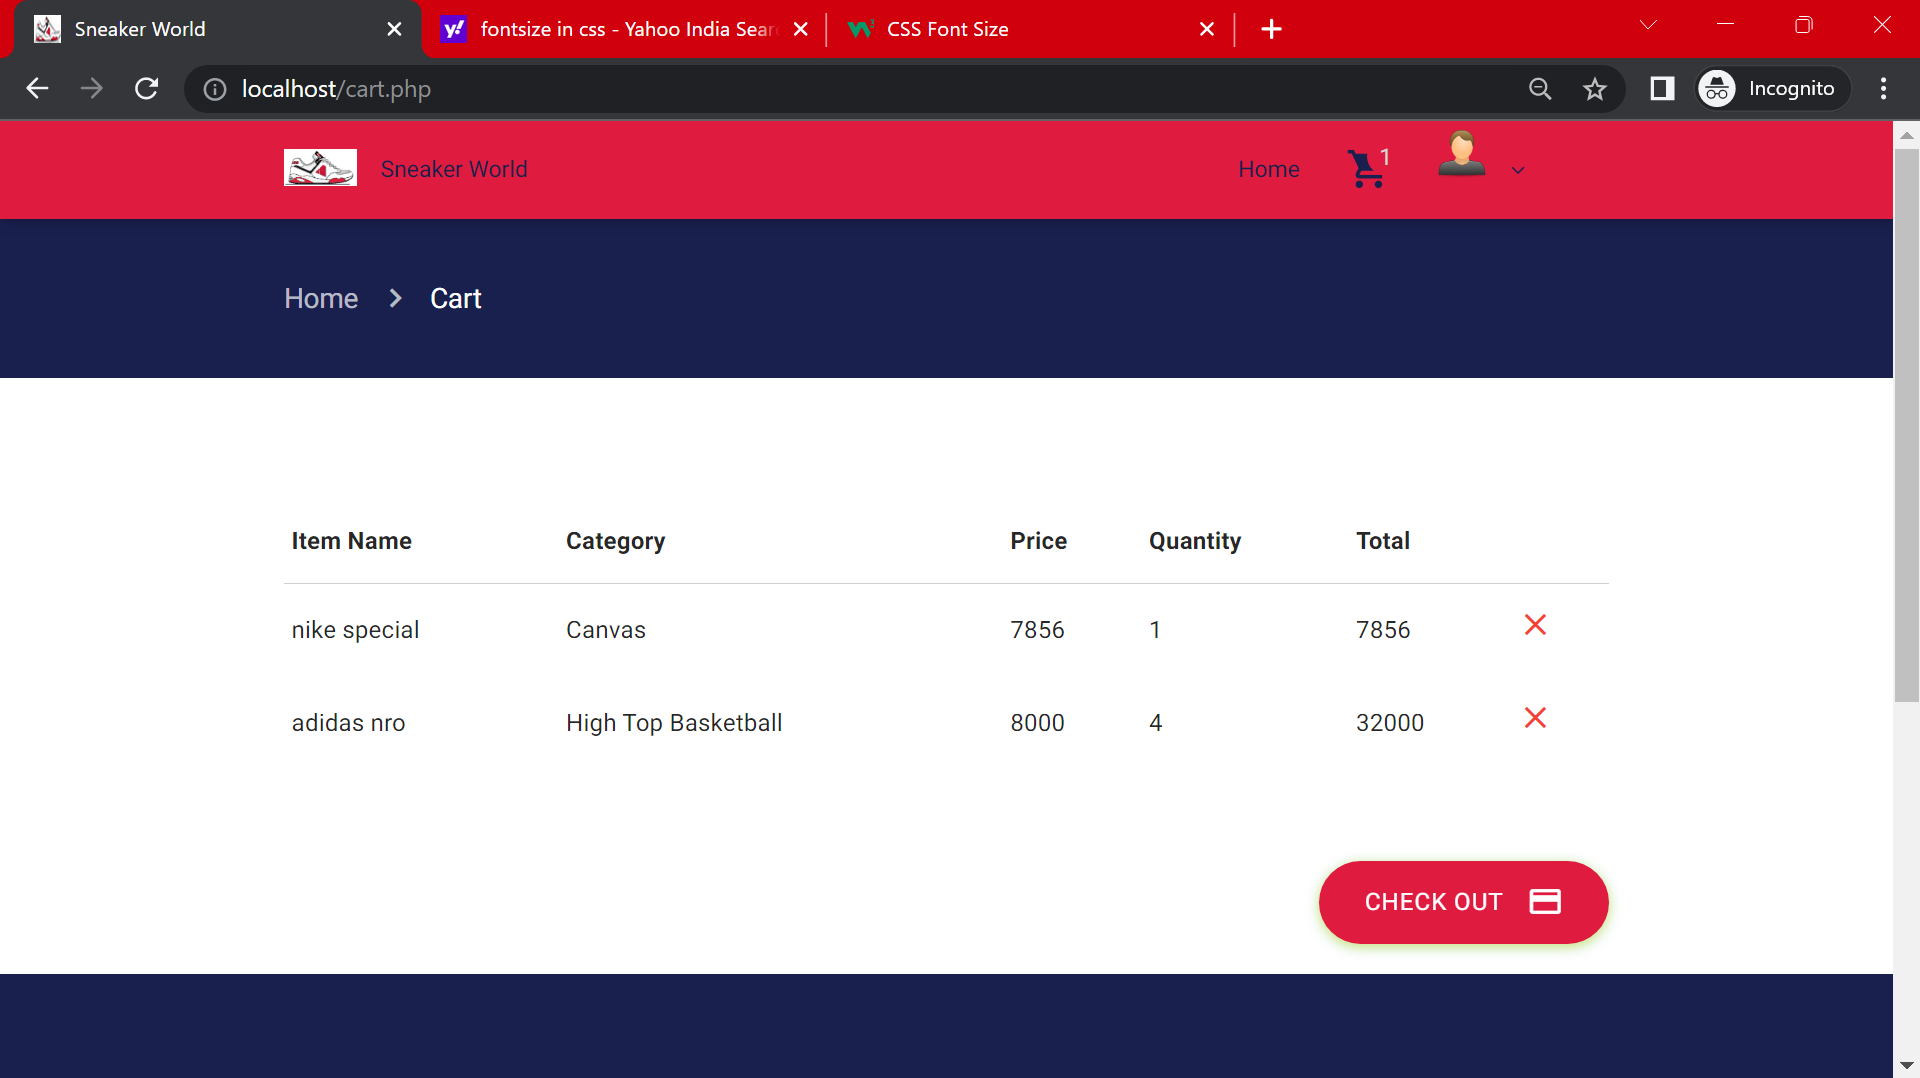 Sneaker World
fontsize in css - Yahoo India Sear
CSS Font Size
localhost/cart.php
Incognito
Sneaker World
Home
1
Home > Cart
Item Name Category Price Quantity Total
nike special Canvas 7856 1 7856
adidas nro High Top Basketball 8000 4 32000
CHECK OUT